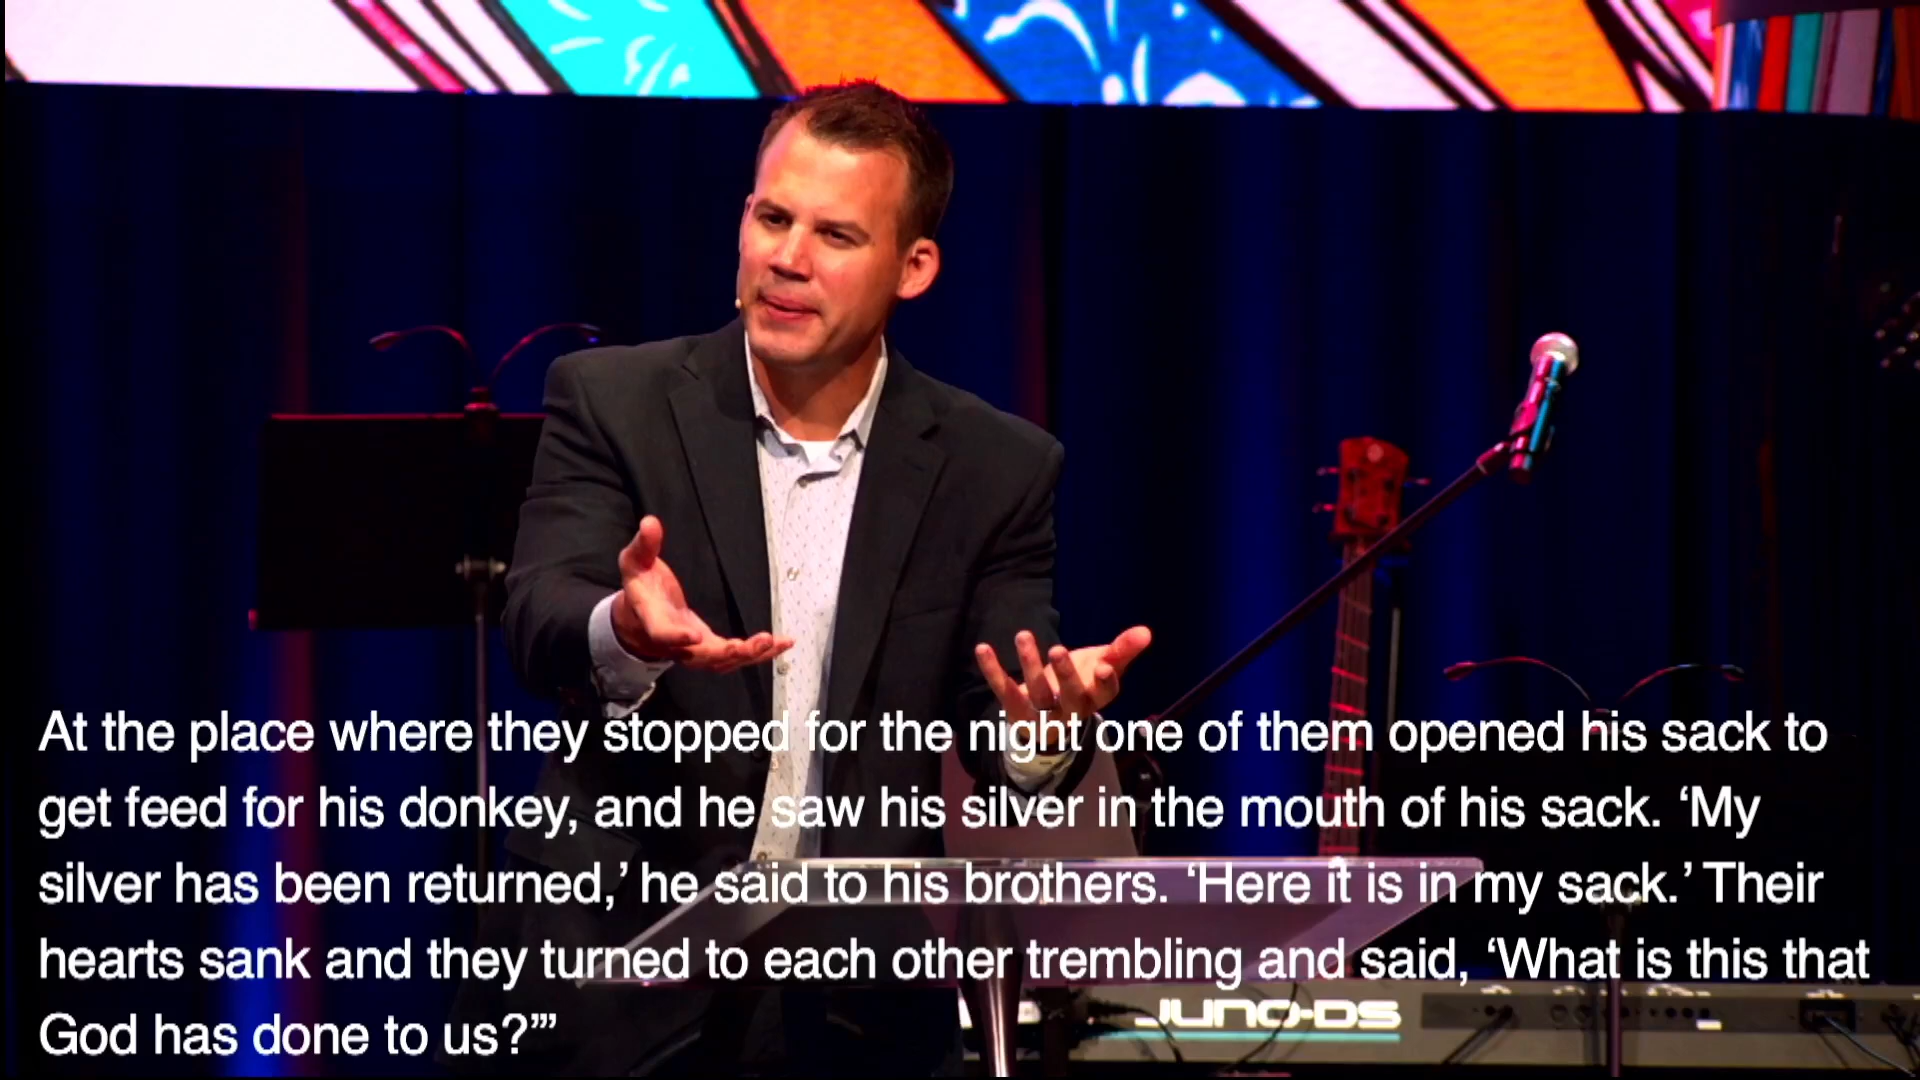 At the place where they stopped for the night one of them opened his sack to
get feed for his donkey, and he saw his silver in the mouth of his sack. ‘My
silver has been returned,’ he said to his brothers. ‘Here it is in my sack.’ Their
hearts sank and they turned to each other trembling and said, ‘What is this that
God has done to us?’”
JUNO-DS